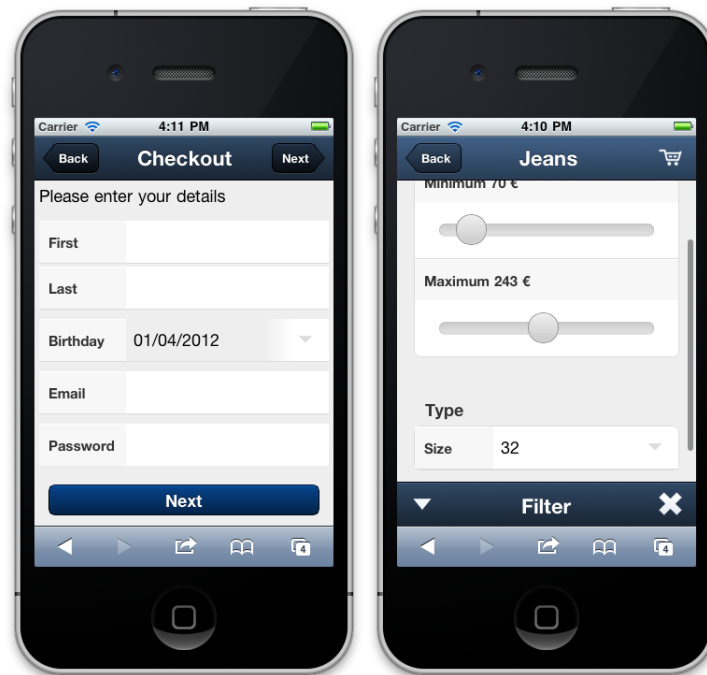 Carrier 4:11 PM
Back Checkout Next
Please enter your details
First
Last
Birthday 01/04/2012
Email
Password
Next
4
Carrier 4:10 PM
Back Jeans
Minimum 70 €
Maximum 243 €
Type
Size 32
Filter
4